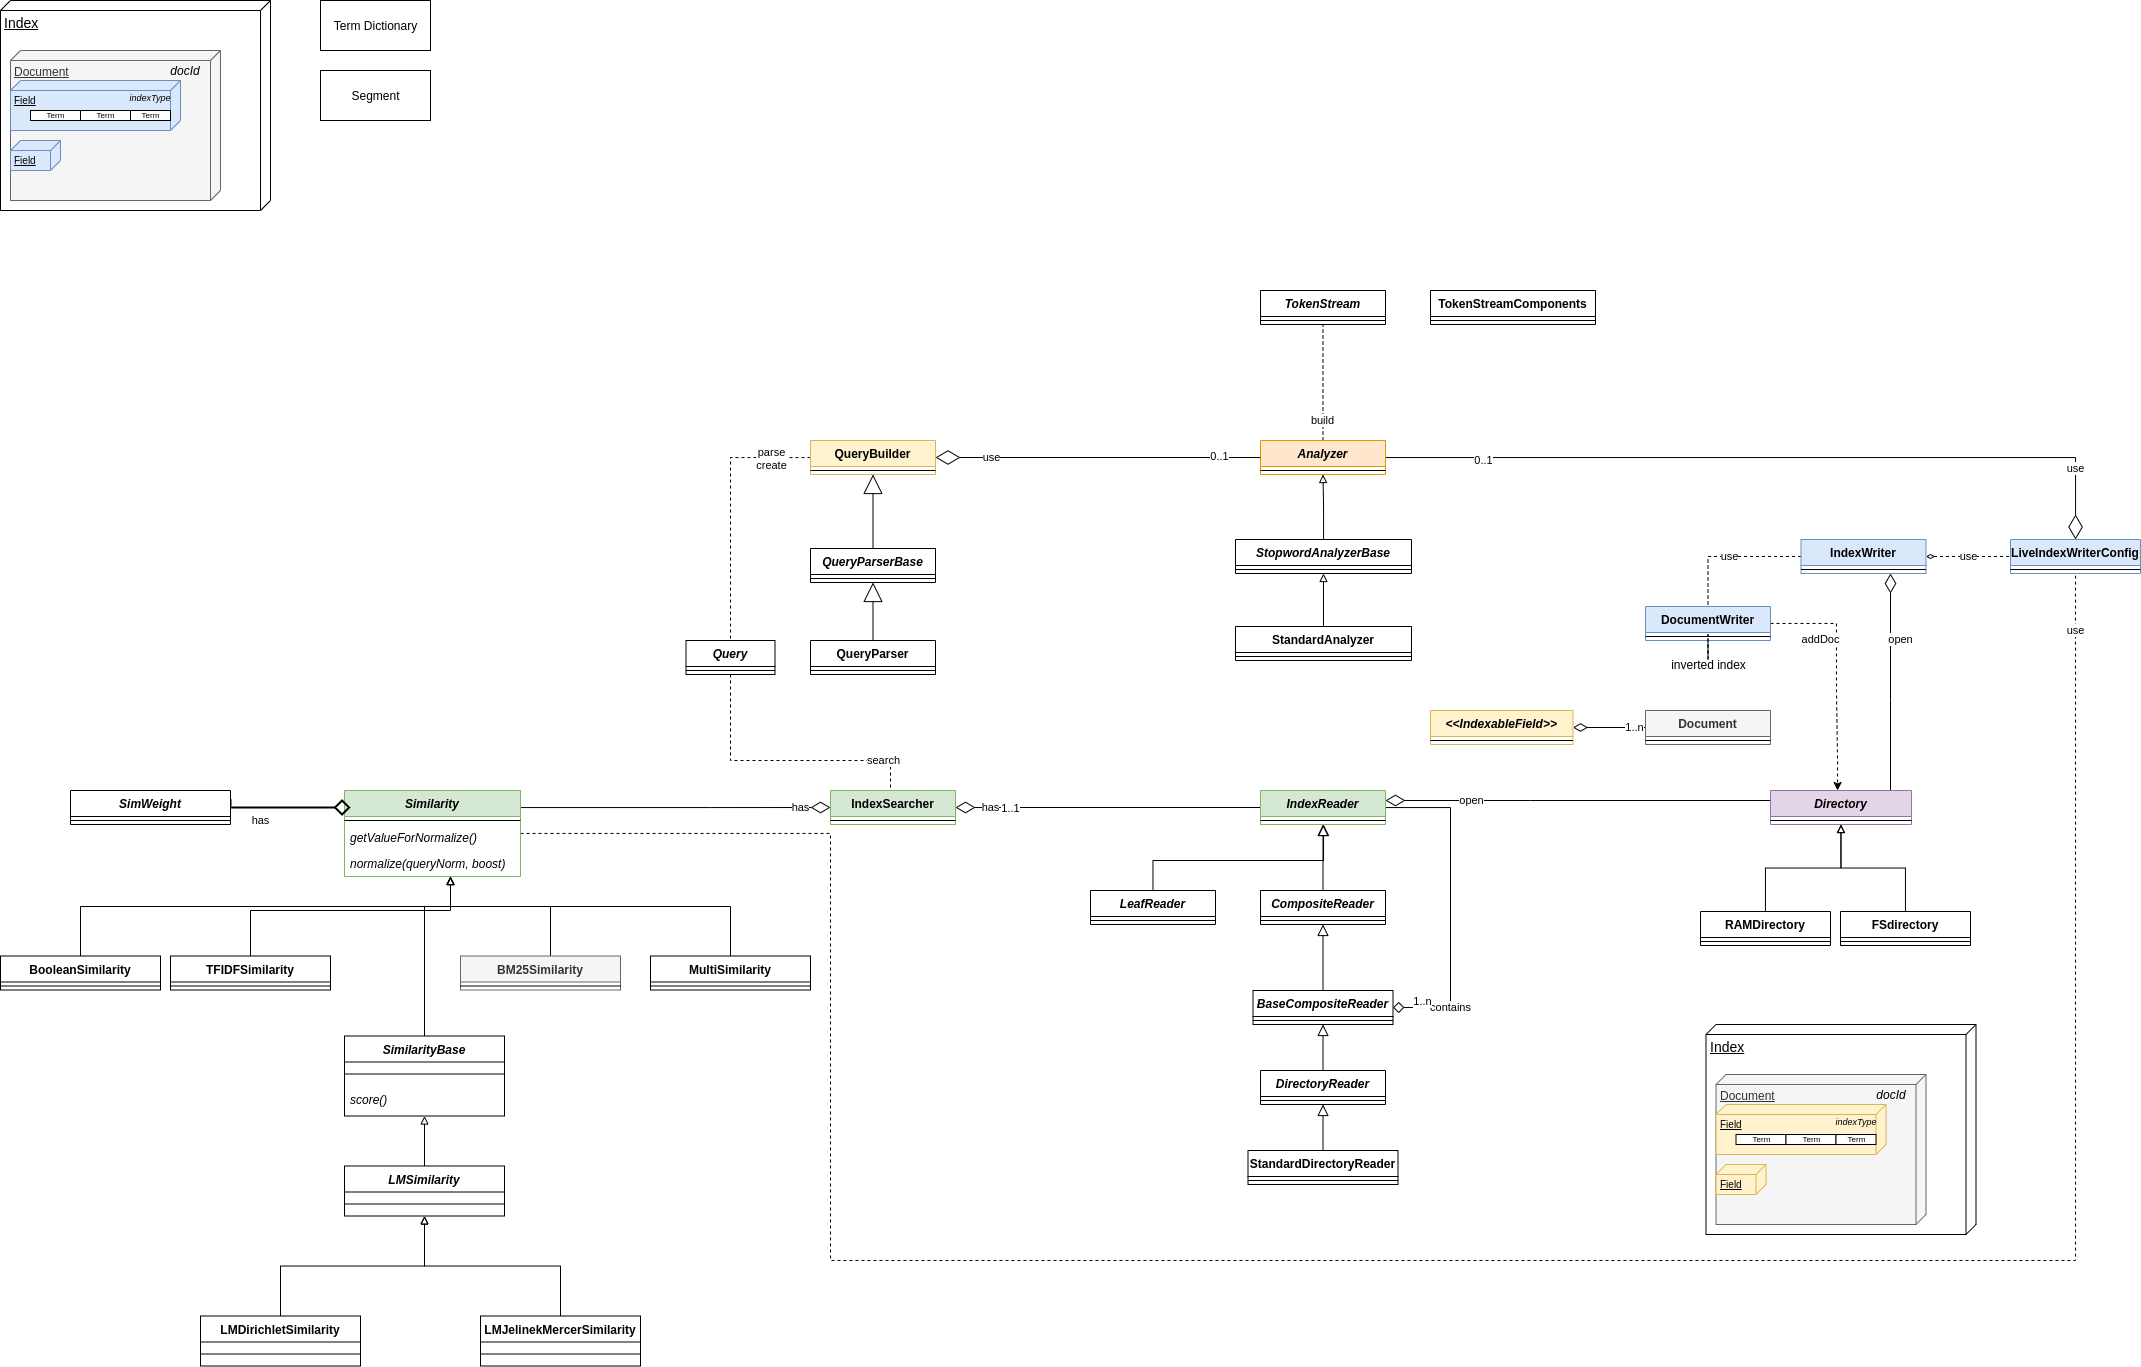 Index
Document
docId
Field
indexType
Term
Term
Term
Field
Term Dictionary
Segment
TokenStream
TokenStreamComponents
build
parse
create
QueryBuilder
use
0..1
Analyzer
0..1
use
QueryParserBase
StopwordAnalyzerBase
use
IndexWriter
use
LiveIndexWriterConfig
Query
QueryParser
StandardAnalyzer
DocumentWriter
inverted index
addDoc
open
use
<<IndexableField>>
1..n
Document
search
SimWeight
has
Similarity
getValueForNormalize()
normalize(queryNorm, boost)
has
IndexSearcher
has
1..1
IndexReader
open
Directory
LeafReader
CompositeReader
RAMDirectory
FSdirectory
BooleanSimilarity
TFIDFSimilarity
BM25Similarity
MultiSimilarity
BaseCompositeReader
1..n
contains
SimilarityBase
score()
DirectoryReader
StandardDirectoryReader
LMSimilarity
LMDirichletSimilarity
LMJelinekMercerSimilarity
Index
Document
docId
Field
indexType
Term
Term
Term
Field